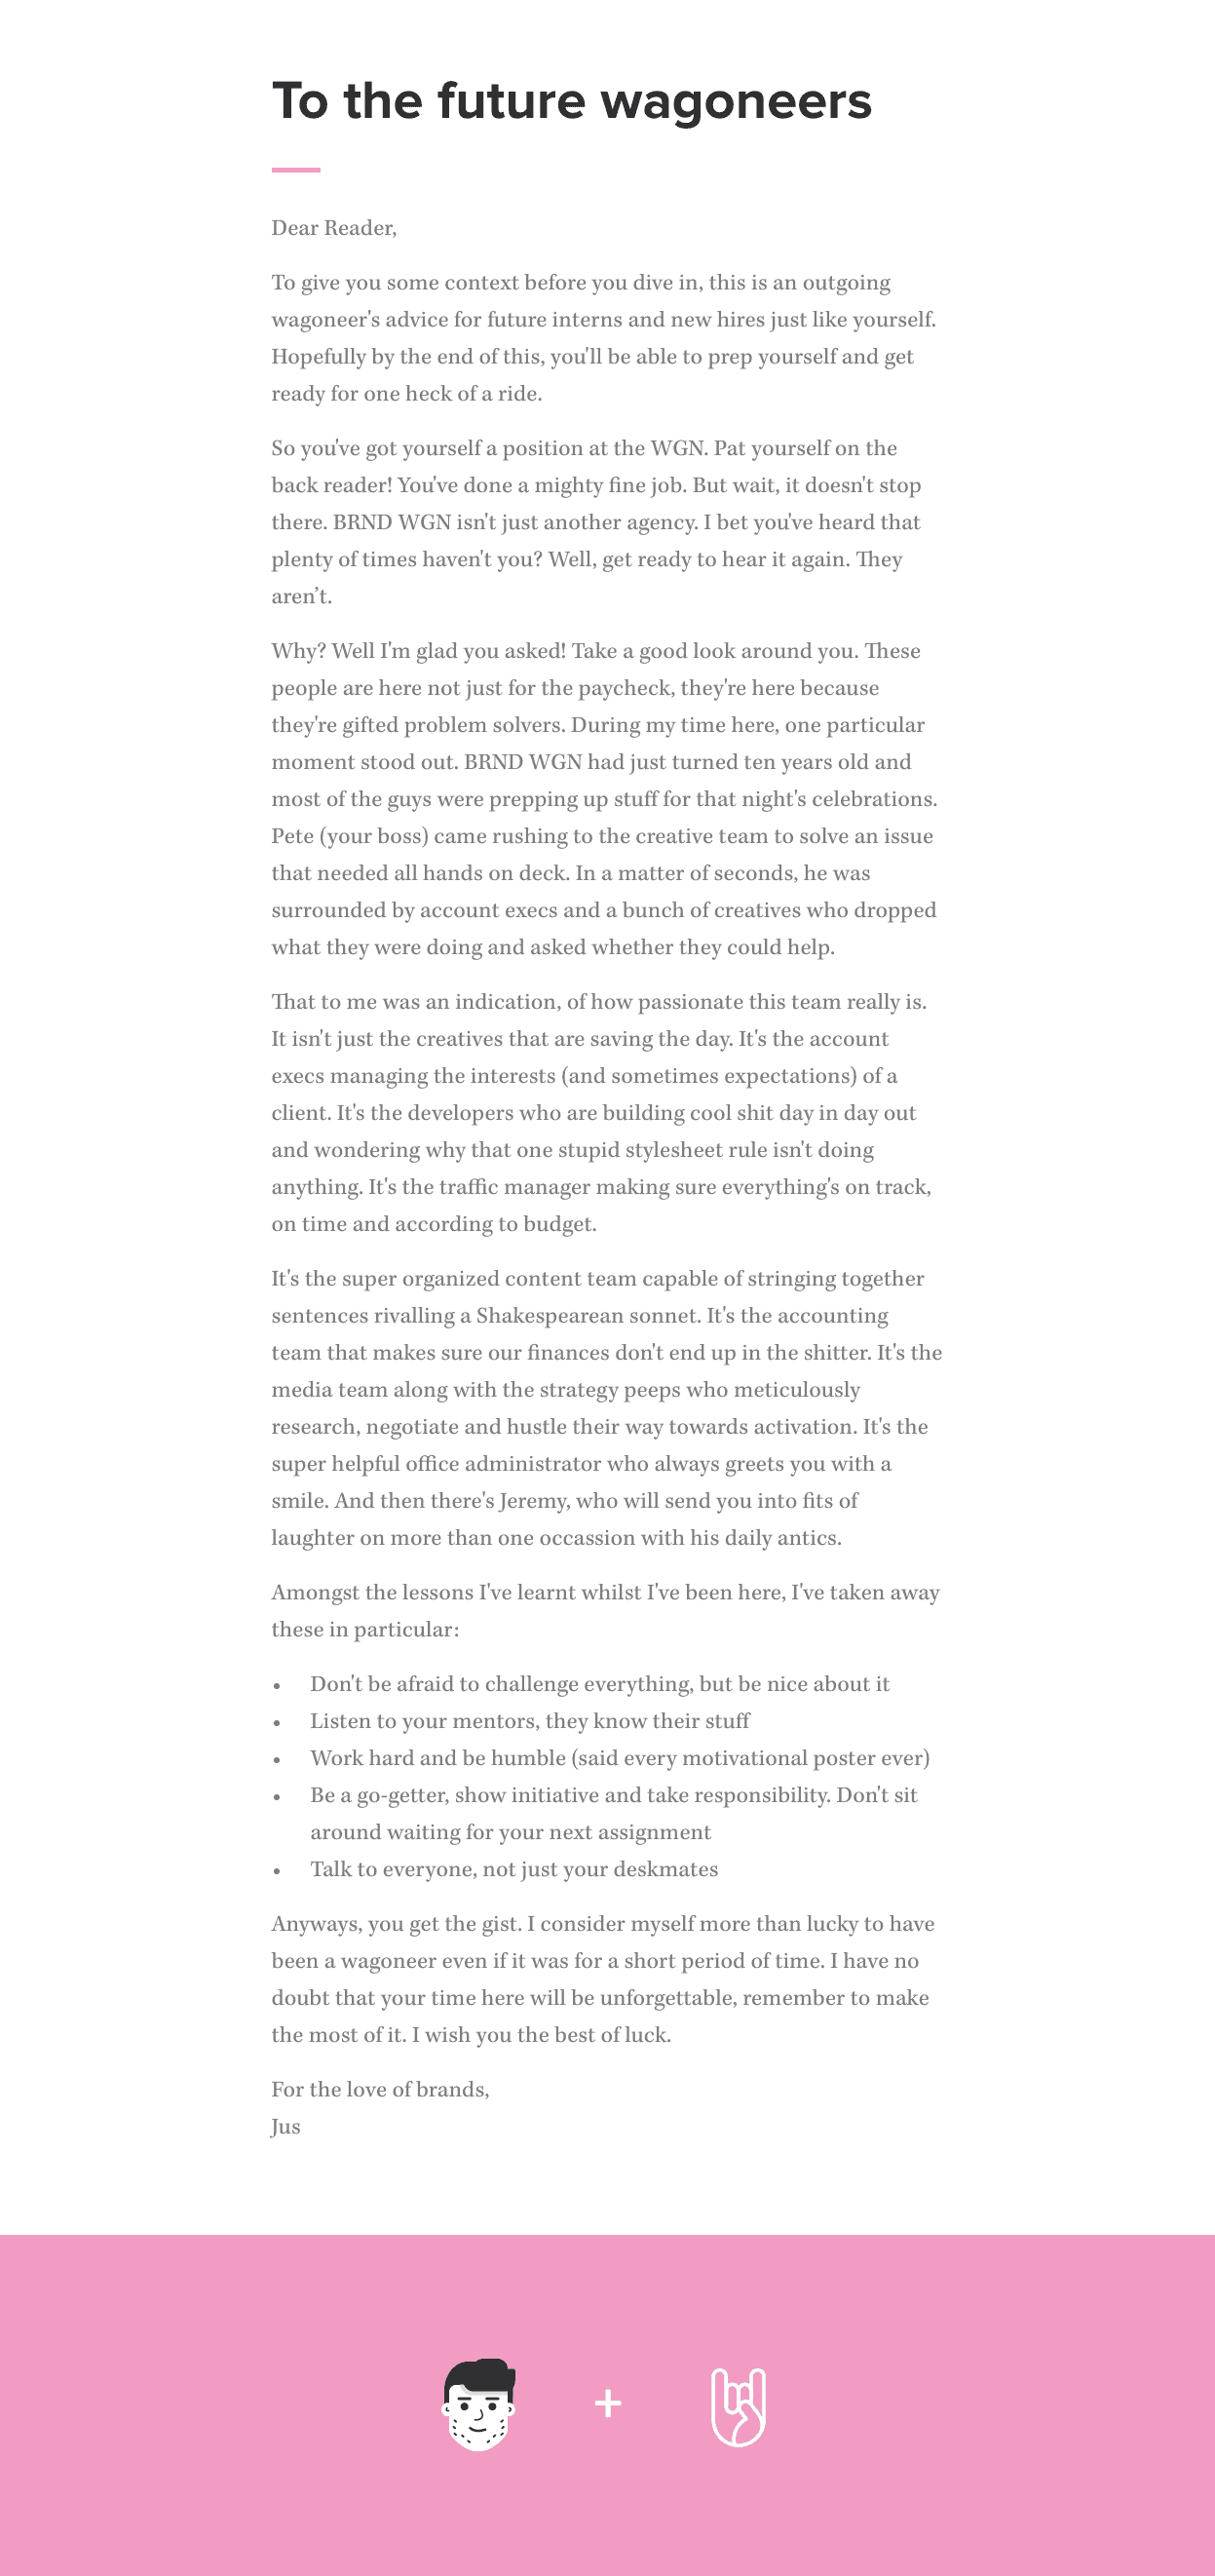 To the future wagoneers
Dear Reader,
To give you some context before you dive in, this is an outgoing
wagoneer's advice for future interns and new hires just like yourself.
Hopefully by the end of this, you'll be able to prep yourself and get
ready for one heck of a ride.
So you've got yourself a position at the WGN. Pat yourself on the
back reader! You've done a mighty fine job. But wait, it doesn't stop
there. BRND WGN isn't just another agency. I bet you've heard that
plenty of times haven't you? Well, get ready to hear it again. They
aren’t.
Why? Well I'm glad you asked! Take a good look around you. These
people are here not just for the paycheck, they're here because
they're gifted problem solvers. During my time here, one particular
moment stood out. BRND WGN had just turned ten years old and
most of the guys were prepping up stuff for that night's celebrations.
Pete (your boss) came rushing to the creative team to solve an issue
that needed all hands on deck. In a matter of seconds, he was
surrounded by account execs and a bunch of creatives who dropped
what they were doing and asked whether they could help.
That to me was an indication, of how passionate this team really is.
It isn't just the creatives that are saving the day. It's the account
execs managing the interests (and sometimes expectations) of a
client. It's the developers who are building cool shit day in day out
and wondering why that one stupid stylesheet rule isn't doing
anything. It's the traffic manager making sure everything's on track,
on time and according to budget.
It's the super organized content team capable of stringing together
sentences rivalling a Shakespearean sonnet. It's the accounting
team that makes sure our finances don't end up in the shitter. It's the
media team along with the strategy peeps who meticulously
research, negotiate and hustle their way towards activation. It's the
super helpful office administrator who always greets you with a
smile. And then there's Jeremy, who will send you into fits of
laughter on more than one occassion with his daily antics.
Amongst the lessons I've learnt whilst I've been here, I've taken away
these in particular:
• Don't be afraid to challenge everything, but be nice about it
• Listen to your mentors, they know their stuff
• Work hard and be humble (said every motivational poster ever)
• Be a go-getter, show initiative and take responsibility. Don't sit
around waiting for your next assignment
• Talk to everyone, not just your deskmates
Anyways, you get the gist. I consider myself more than lucky to have
been a wagoneer even if it was for a short period of time. I have no
doubt that your time here will be unforgettable, remember to make
the most of it. I wish you the best of luck.
For the love of brands,
Jus
+